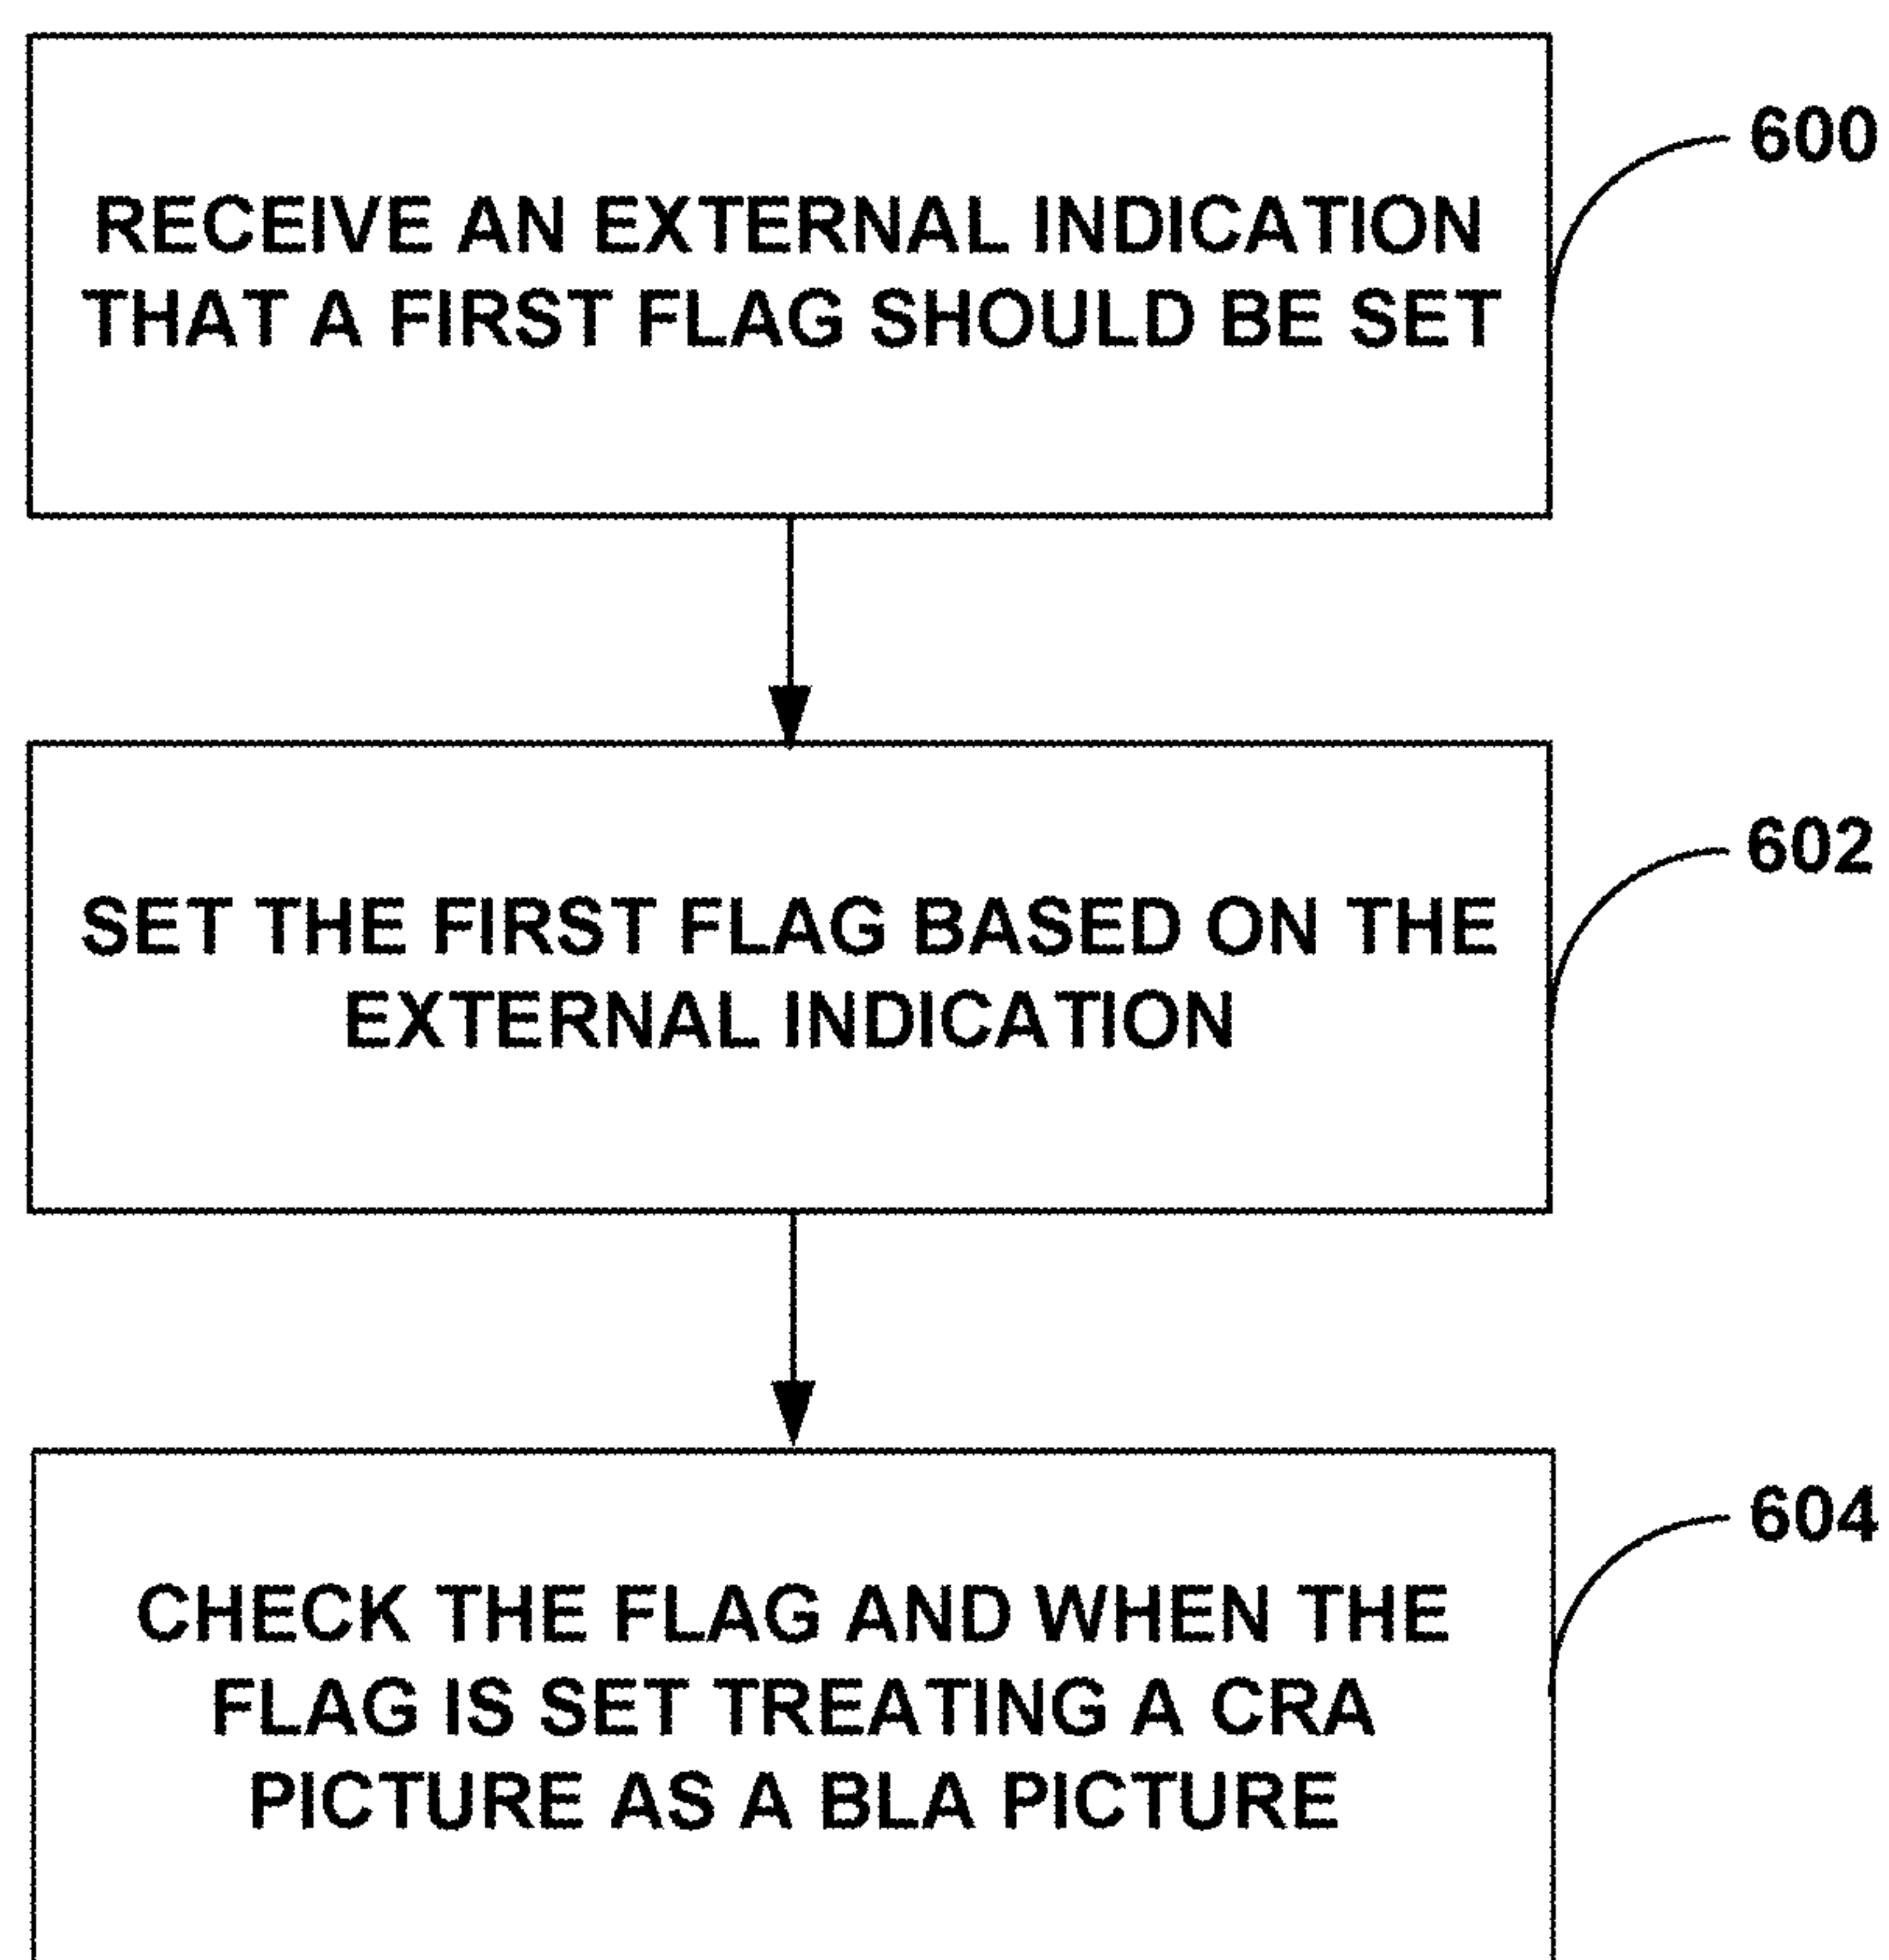 RECEIVE AN EXTERNAL INDICATION
THAT A FIRST FLAG SHOULD BE SET
600
SET THE FIRST FLAG BASED ON THE
EXTERNAL INDICATION
602
CHECK THE FLAG AND WHEN THE
FLAG IS SET TREATING A CRA
PICTURE AS A BLA PICTURE
604